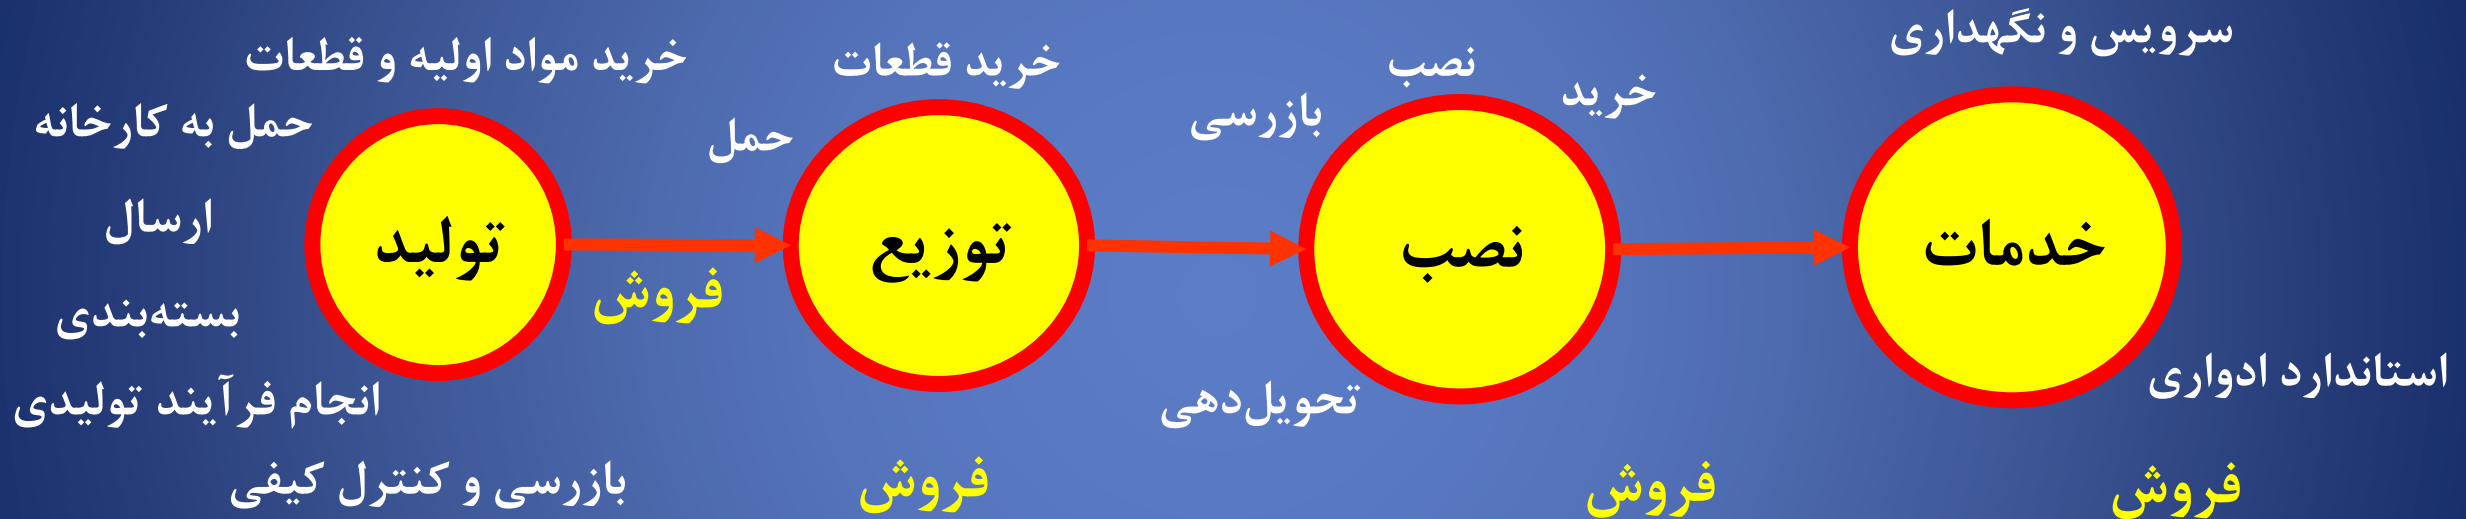 خرید مواد اولیه و قطعات
حمل به کارخانه
ارسال
بسته‌بندی
انجام فرآیند تولیدی
بازرسی و کنترل کیفی
تولید
فروش
خرید قطعات
حمل
توزیع
فروش
نصب
بازرسی
خرید
نصب
تحویل‌دهی
فروش
سرویس و نگهداری
خدمات
استاندارد ادواری
فروش